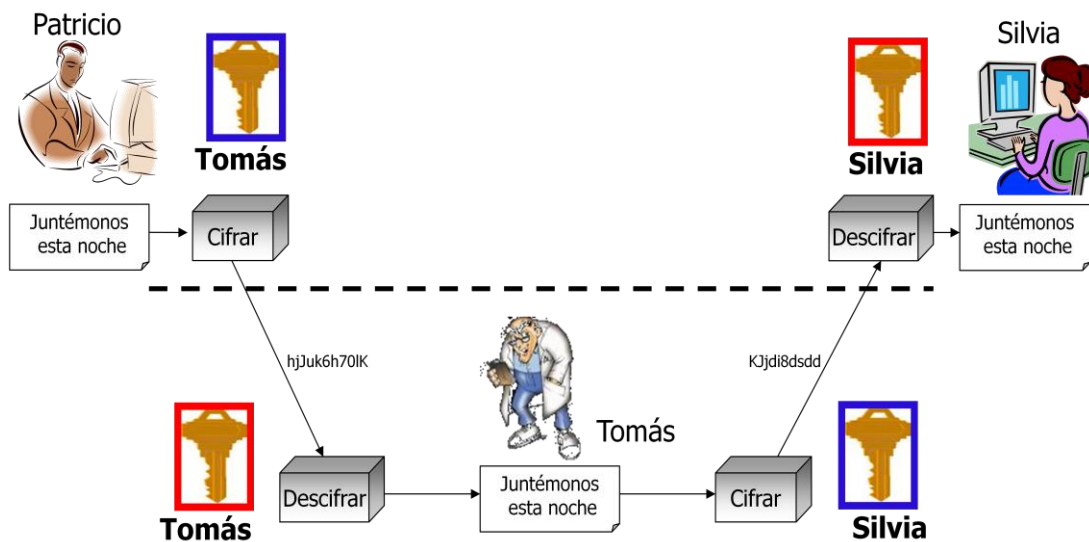 Patricio
Silvia
Tomás
Silvia
Juntémonos
esta noche
Cifrar
Descifrar
Juntémonos
esta noche
hjJuk6h70lK
KJjdi8dsdd
Tomás
Descifrar
Juntémonos
esta noche
Cifrar
Tomás
Silvia